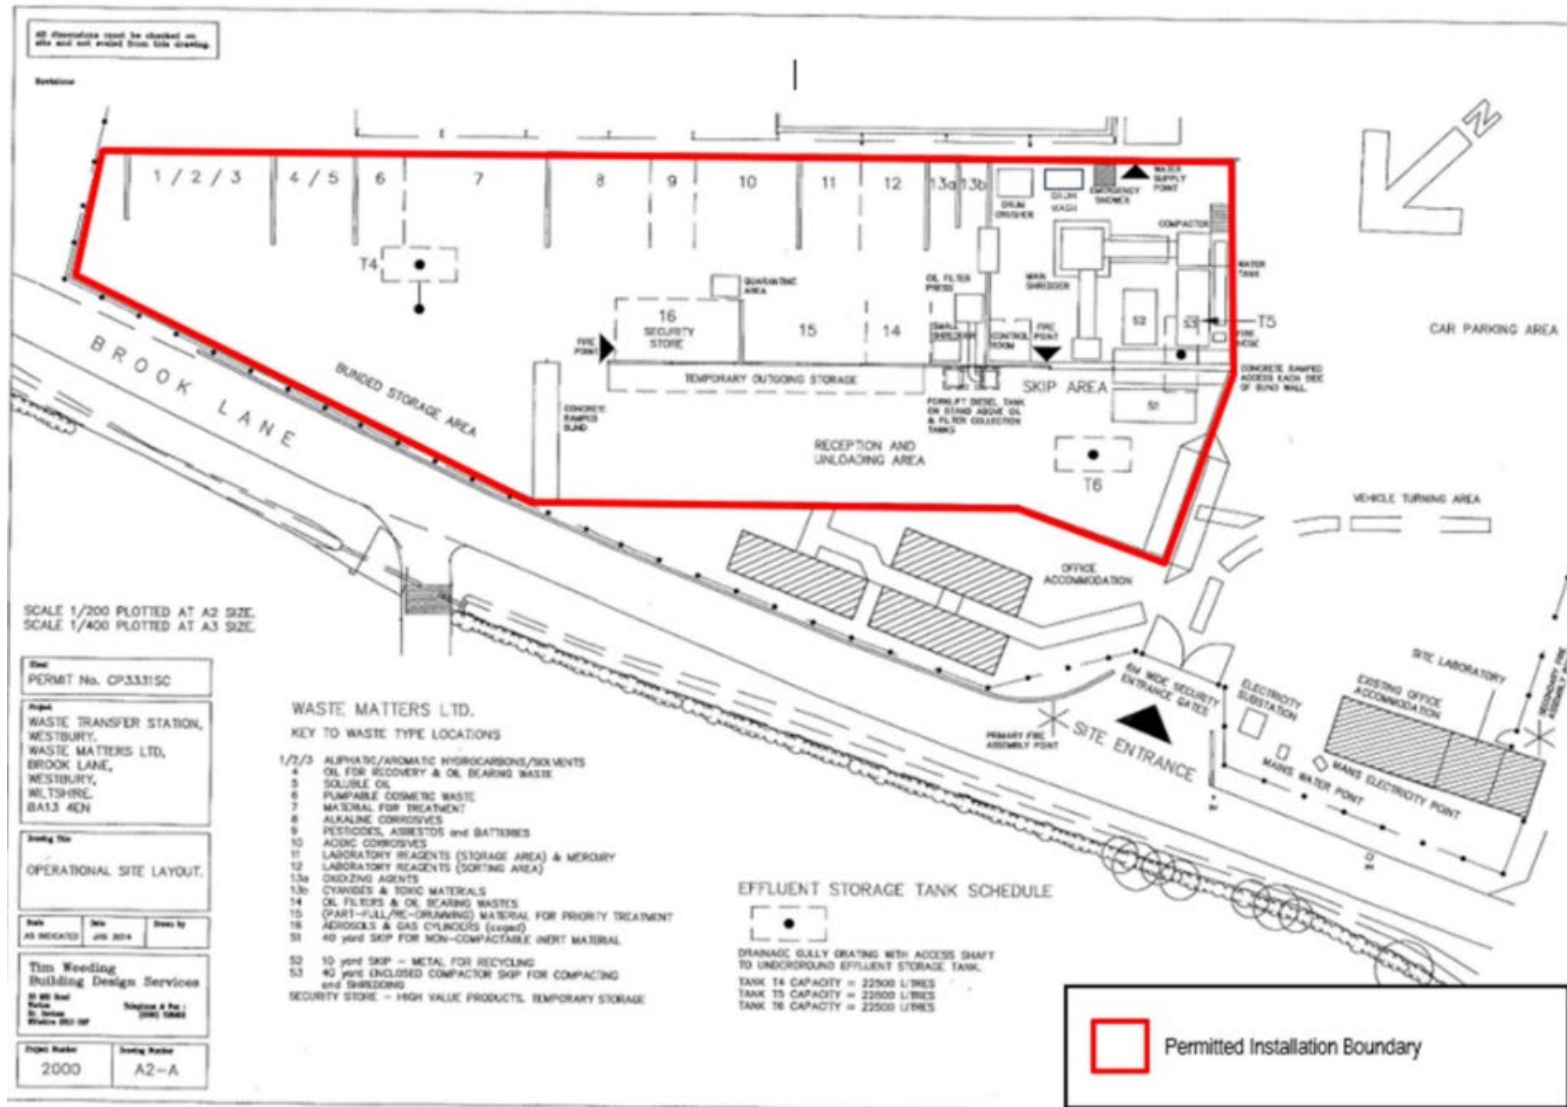 All dimensions must be checked on
site and not scaled from this drawing.
Revisions
N
1 / 2 / 3
4 / 5
6
7
8
9
10
11
12
13a
13b
DRUM
CRUSHER
DRUM
WASH
EMERGENCY
SHOWER
WATER
SUPPLY
POINT
COMPACTOR
T4
QUARANTINE
AREA
OIL FILTER
PRESS
MAIN
SHREDDER
WATER
TANK
16
SECURITY
STORE
15
14
SMALL
SHREDDER
CONTROL
ROOM
FIRE
POINT
S2
S3
T5
FIRE
HOSE
CAR PARKING AREA
FIRE
POINT
BROOK LANE
BUNDED STORAGE AREA
TEMPORARY OUTGOING STORAGE
SKIP AREA
CONCRETE RAMPED
ACCESS EACH SIDE
OF BUND WALL
CONCRETE
RAMPED
BUND
FORKLIFT DIESEL TANK
ON STAND ABOVE OIL
& FILTER COLLECTION
TANKS
S1
RECEPTION AND
UNLOADING AREA
T6
VEHICLE TURNING AREA
OFFICE
ACCOMMODATION
SCALE 1/200 PLOTTED AT A2 SIZE.
SCALE 1/400 PLOTTED AT A3 SIZE.
6M WIDE SECURITY
ENTRANCE GATES
ELECTRICITY
SUBSTATION
SITE LABORATORY
EXISTING OFFICE
ACCOMMODATION
SECONDARY FIRE
PRIMARY FIRE
ASSEMBLY POINT
SITE ENTRANCE
MAINS WATER POINT
MAINS ELECTRICITY POINT
PERMIT No. CP3331SC
Project
WASTE TRANSFER STATION,
WESTBURY.
WASTE MATTERS LTD,
BROOK LANE,
WESTBURY,
WILTSHIRE.
BA13 4EN
Drawing Title
OPERATIONAL SITE LAYOUT.
Scale
AS INDICATED
Date
JAN 2014
Drawn by
Tim Weeding
Building Design Services
Project Number
2000
Drawing Number
A2-A
WASTE MATTERS LTD.
KEY TO WASTE TYPE LOCATIONS
1/2/3 ALIPHATIC/AROMATIC HYDROCARBONS/SOLVENTS
4 OIL FOR RECOVERY & OIL BEARING WASTE
5 SOLUBLE OIL
6 PUMPABLE COSMETIC WASTE
7 MATERIAL FOR TREATMENT
8 ALKALINE CORROSIVES
9 PESTICIDES, ASBESTOS and BATTERIES
10 ACIDIC CORROSIVES
11 LABORATORY REAGENTS (STORAGE AREA) & MERCURY
12 LABORATORY REAGENTS (SORTING AREA)
13a OXIDIZING AGENTS
13b CYANIDES & TOXIC MATERIALS
14 OIL FILTERS & OIL BEARING WASTES
15 (PART-FULL/RE-DRUMMING) MATERIAL FOR PRIORITY TREATMENT
16 AEROSOLS & GAS CYLINDERS (caged)
S1 40 yard SKIP FOR NON-COMPACTABLE INERT MATERIAL
S2 10 yard SKIP - METAL FOR RECYCLING
S3 40 yard ENCLOSED COMPACTOR SKIP FOR COMPACTING
and SHREDDING
SECURITY STORE - HIGH VALUE PRODUCTS, TEMPORARY STORAGE
EFFLUENT STORAGE TANK SCHEDULE
DRAINAGE GULLY GRATING WITH ACCESS SHAFT
TO UNDERGROUND EFFLUENT STORAGE TANK.
TANK T4 CAPACITY = 22500 LITRES
TANK T5 CAPACITY = 22500 LITRES
TANK T6 CAPACITY = 22500 LITRES
Permitted Installation Boundary